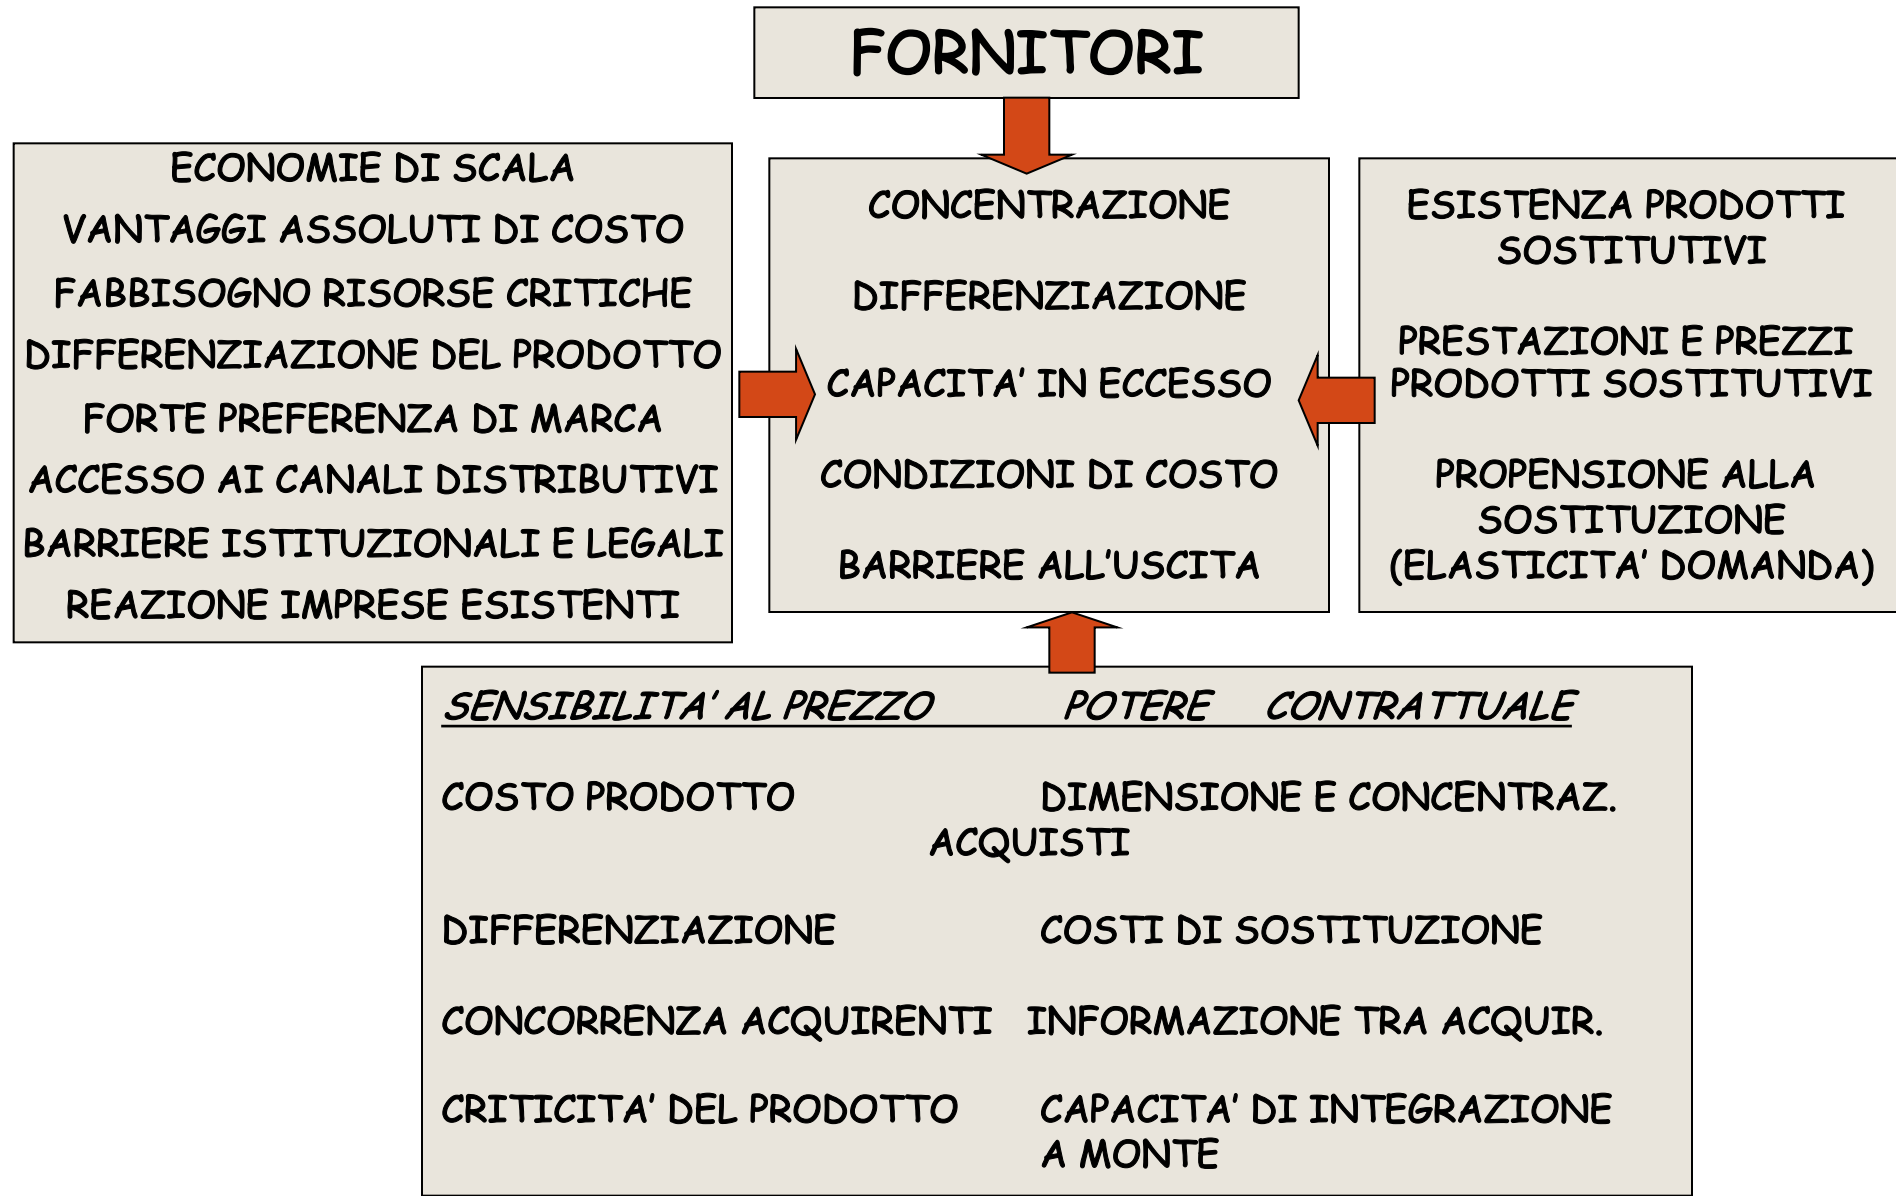 FORNITORI
ECONOMIE DI SCALA
VANTAGGI ASSOLUTI DI COSTO
FABBISOGNO RISORSE CRITICHE
DIFFERENZIAZIONE DEL PRODOTTO
FORTE PREFERENZA DI MARCA
ACCESSO AI CANALI DISTRIBUTIVI
BARRIERE ISTITUZIONALI E LEGALI
REAZIONE IMPRESE ESISTENTI
CONCENTRAZIONE
DIFFERENZIAZIONE
CAPACITA' IN ECCESSO
CONDIZIONI DI COSTO
BARRIERE ALL'USCITA
ESISTENZA PRODOTTI
SOSTITUTIVI
PRESTAZIONI E PREZZI
PRODOTTI SOSTITUTIVI
PROPENSIONE ALLA
SOSTITUZIONE
(ELASTICITA' DOMANDA)
SENSIBILITA' AL PREZZO POTERE CONTRATTUALE
COSTO PRODOTTO DIMENSIONE E CONCENTRAZ.
ACQUISTI
DIFFERENZIAZIONE COSTI DI SOSTITUZIONE
CONCORRENZA ACQUIRENTI INFORMAZIONE TRA ACQUIR.
CRITICITA' DEL PRODOTTO CAPACITA' DI INTEGRAZIONE
A MONTE